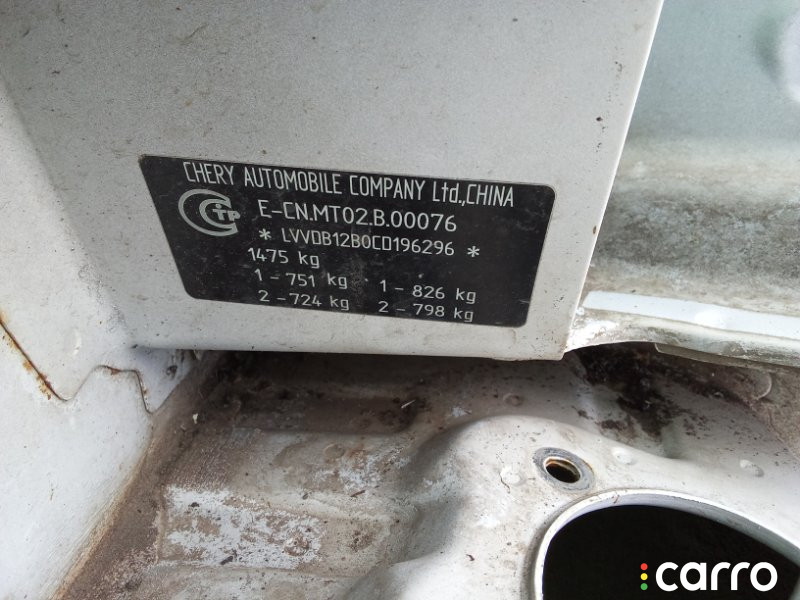 CHERY AUTOMOBILE COMPANY Ltd.,CHINA
CTP E-CN.MT02.B.00076
* LVVDB12B0CD196296 *
1475 kg
1 - 751 kg 1 - 826 kg
2 - 724 kg 2 - 798 kg
carro